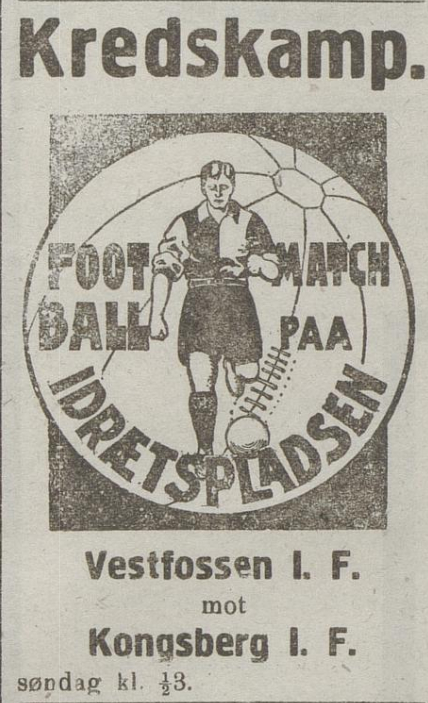 Kredskamp.
FOOT MATCH
BALL PAA
IDRÆTSPLADSEN
Vestfossen I. F.
mot
Kongsberg I. F.
søndag kl. ½3.